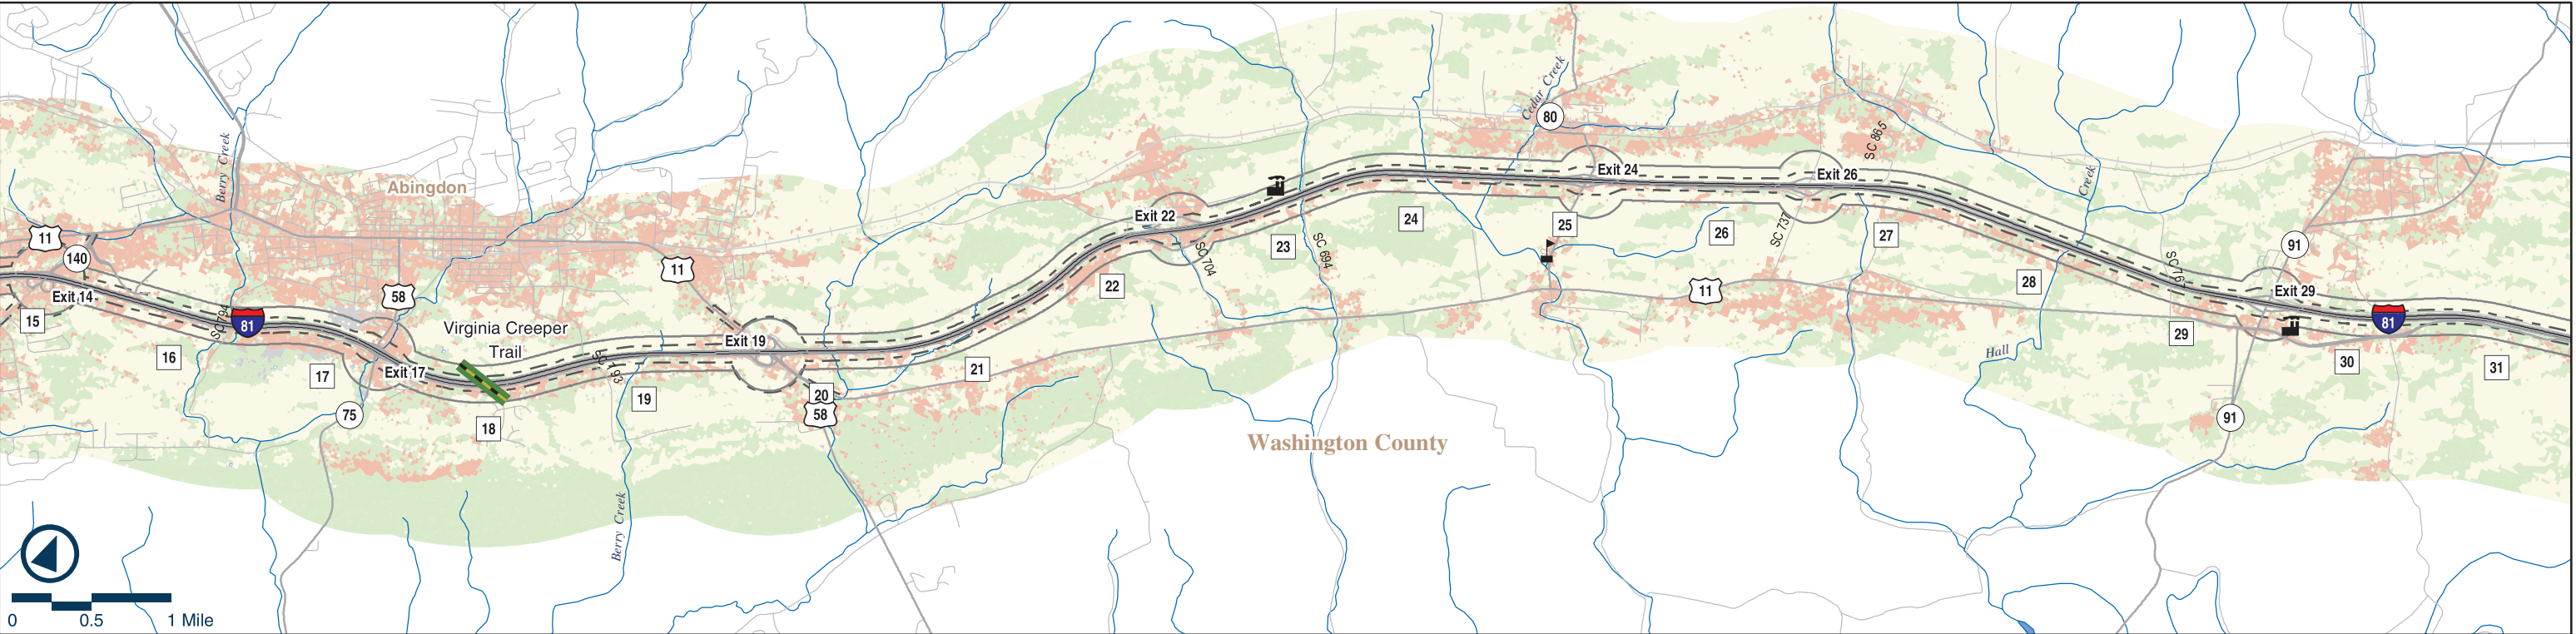 Cedar Creek
80
SC 865
Berry Creek
Abingdon
Exit 24
Exit 26
Creek
Exit 22
11
140
24
25
26
27
91
23
SC 704
SC 694
SC 737
11
22
28
SC 76
Exit 29
Exit 14
58
11
15
SC 794
81
Virginia Creeper
Trail
81
29
16
Exit 19
Hall
30
31
17
Exit 17
SC 793
21
19
20
75
58
91
18
Washington County
Berry Creek
0
0.5
1 Mile